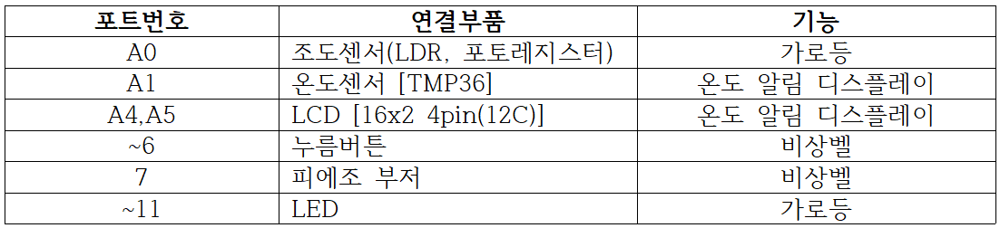 포트번호 연결부품 기능
A0 조도센서(LDR, 포토레지스터) 가로등
A1 온도센서 [TMP36] 온도 알림 디스플레이
A4,A5 LCD [16x2 4pin(12C)] 온도 알림 디스플레이
~6 누름버튼 비상벨
7 피에조 부저 비상벨
~11 LED 가로등